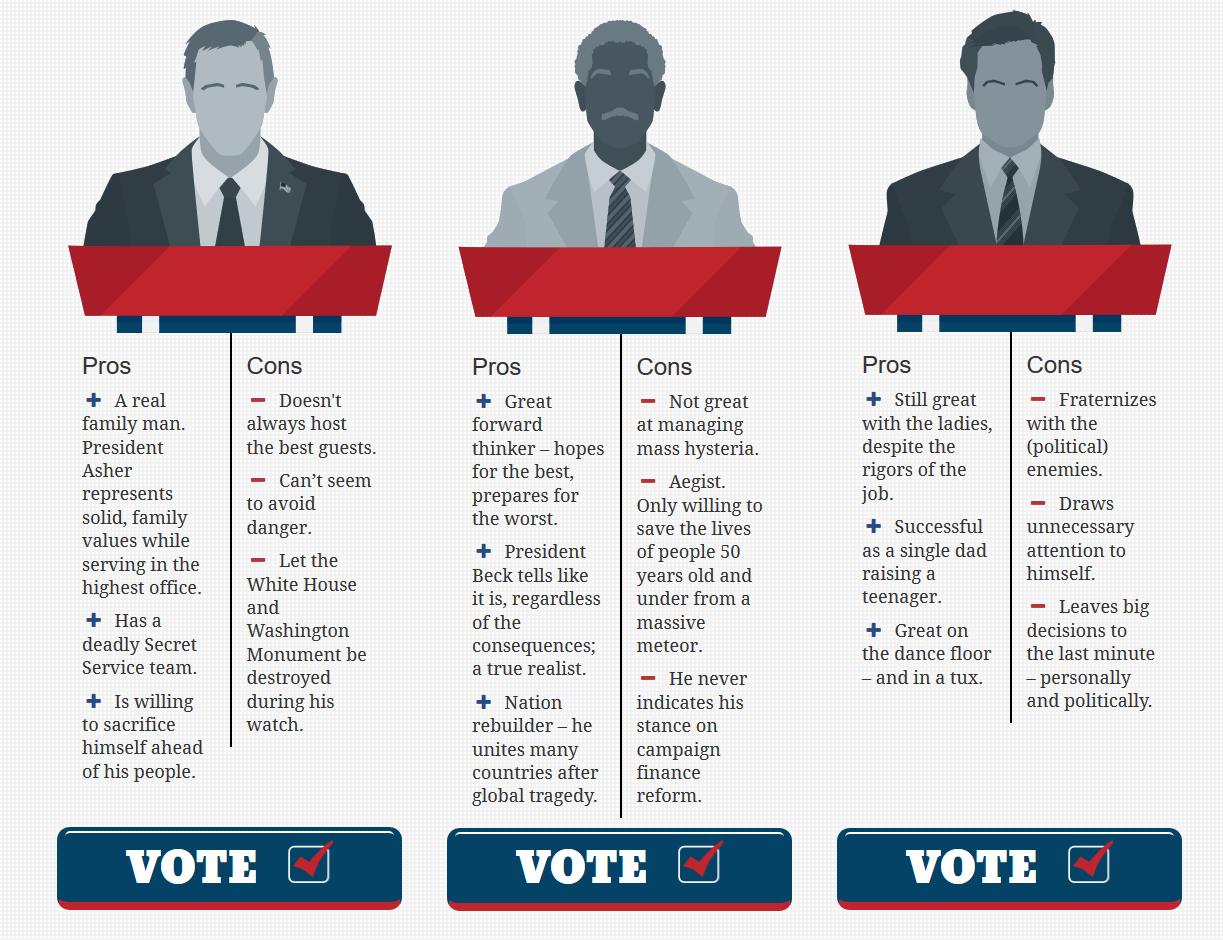 Pros
+ A real
family man.
President
Asher
represents
solid, family
values while
serving in the
highest office.
+ Has a
deadly Secret
Service team.
+ Is willing
to sacrifice
himself ahead
of his people.
Cons
– Doesn't
always host
the best guests.
– Can’t seem
to avoid
danger.
– Let the
White House
and
Washington
Monument be
destroyed
during his
watch.
VOTE
Pros
+ Great
forward
thinker – hopes
for the best,
prepares for
the worst.
+ President
Beck tells like
it is, regardless
of the
consequences;
a true realist.
+ Nation
rebuilder – he
unites many
countries after
global tragedy.
Cons
– Not great
at managing
mass hysteria.
– Aegist.
Only willing to
save the lives
of people 50
years old and
under from a
massive
meteor.
– He never
indicates his
stance on
campaign
finance
reform.
VOTE
Pros
+ Still great
with the ladies,
despite the
rigors of the
job.
+ Successful
as a single dad
raising a
teenager.
+ Great on
the dance floor
– and in a tux.
Cons
– Fraternizes
with the
(political)
enemies.
– Draws
unnecessary
attention to
himself.
– Leaves big
decisions to
the last minute
– personally
and politically.
VOTE